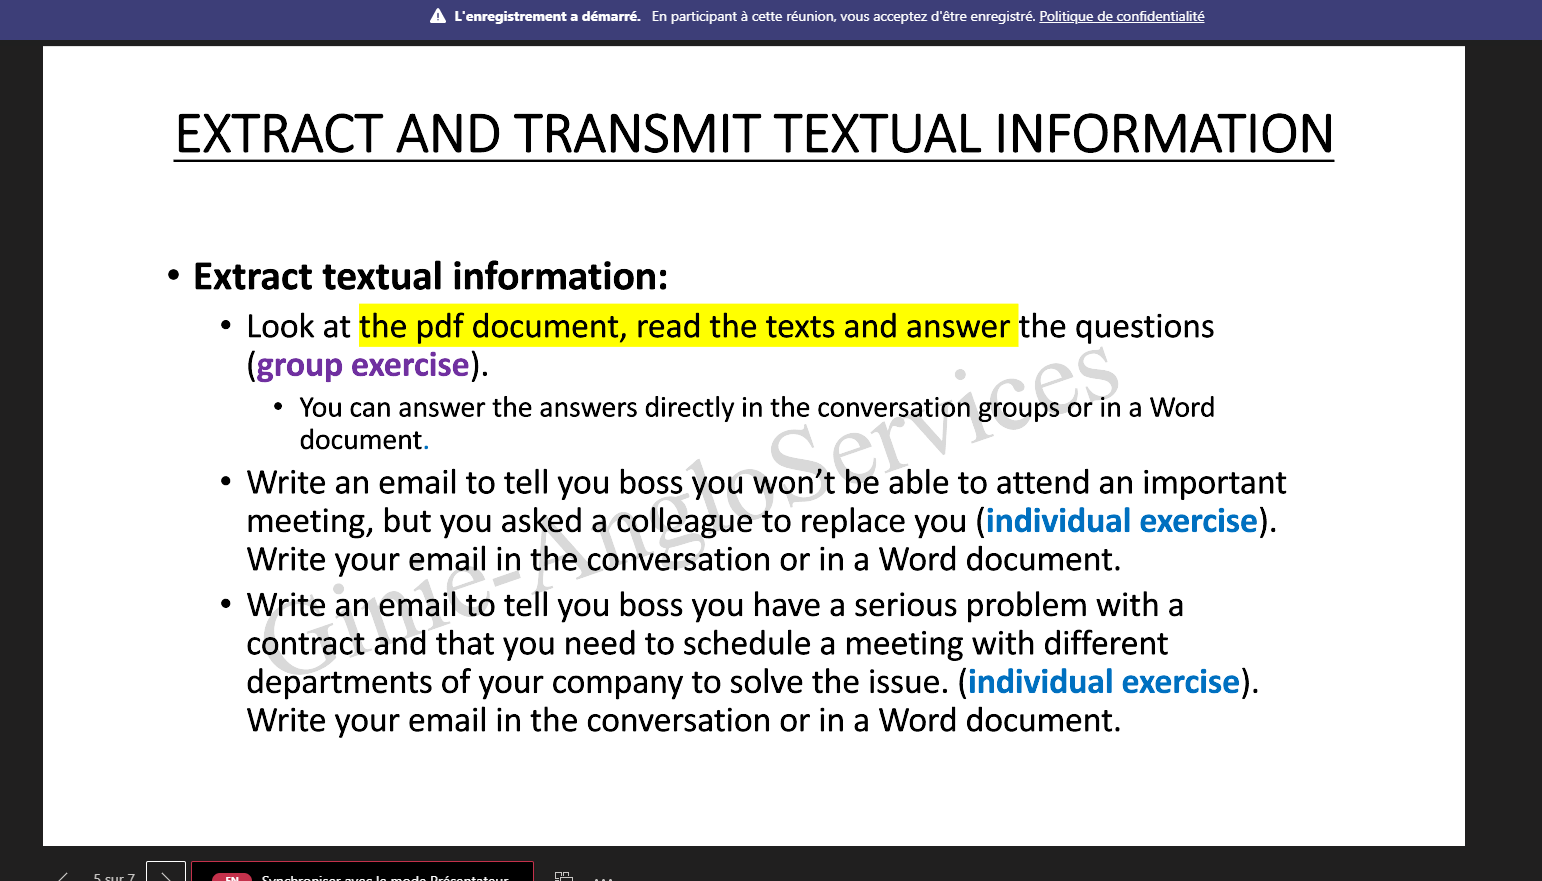 L'enregistrement a démarré. En participant à cette réunion, vous acceptez d'être enregistré. Politique de confidentialité
EXTRACT AND TRANSMIT TEXTUAL INFORMATION
• Extract textual information:
• Look at the pdf document, read the texts and answer the questions
(group exercise).
• You can answer the answers directly in the conversation groups or in a Word
document.
• Write an email to tell you boss you won't be able to attend an important
meeting, but you asked a colleague to replace you (individual exercise).
Write your email in the conversation or in a Word document.
• Write an email to tell you boss you have a serious problem with a
contract and that you need to schedule a meeting with different
departments of your company to solve the issue. (individual exercise).
Write your email in the conversation or in a Word document.
Gime-AngloServices
5 sur 7
EN Synchroniser avec le mode Présentateur